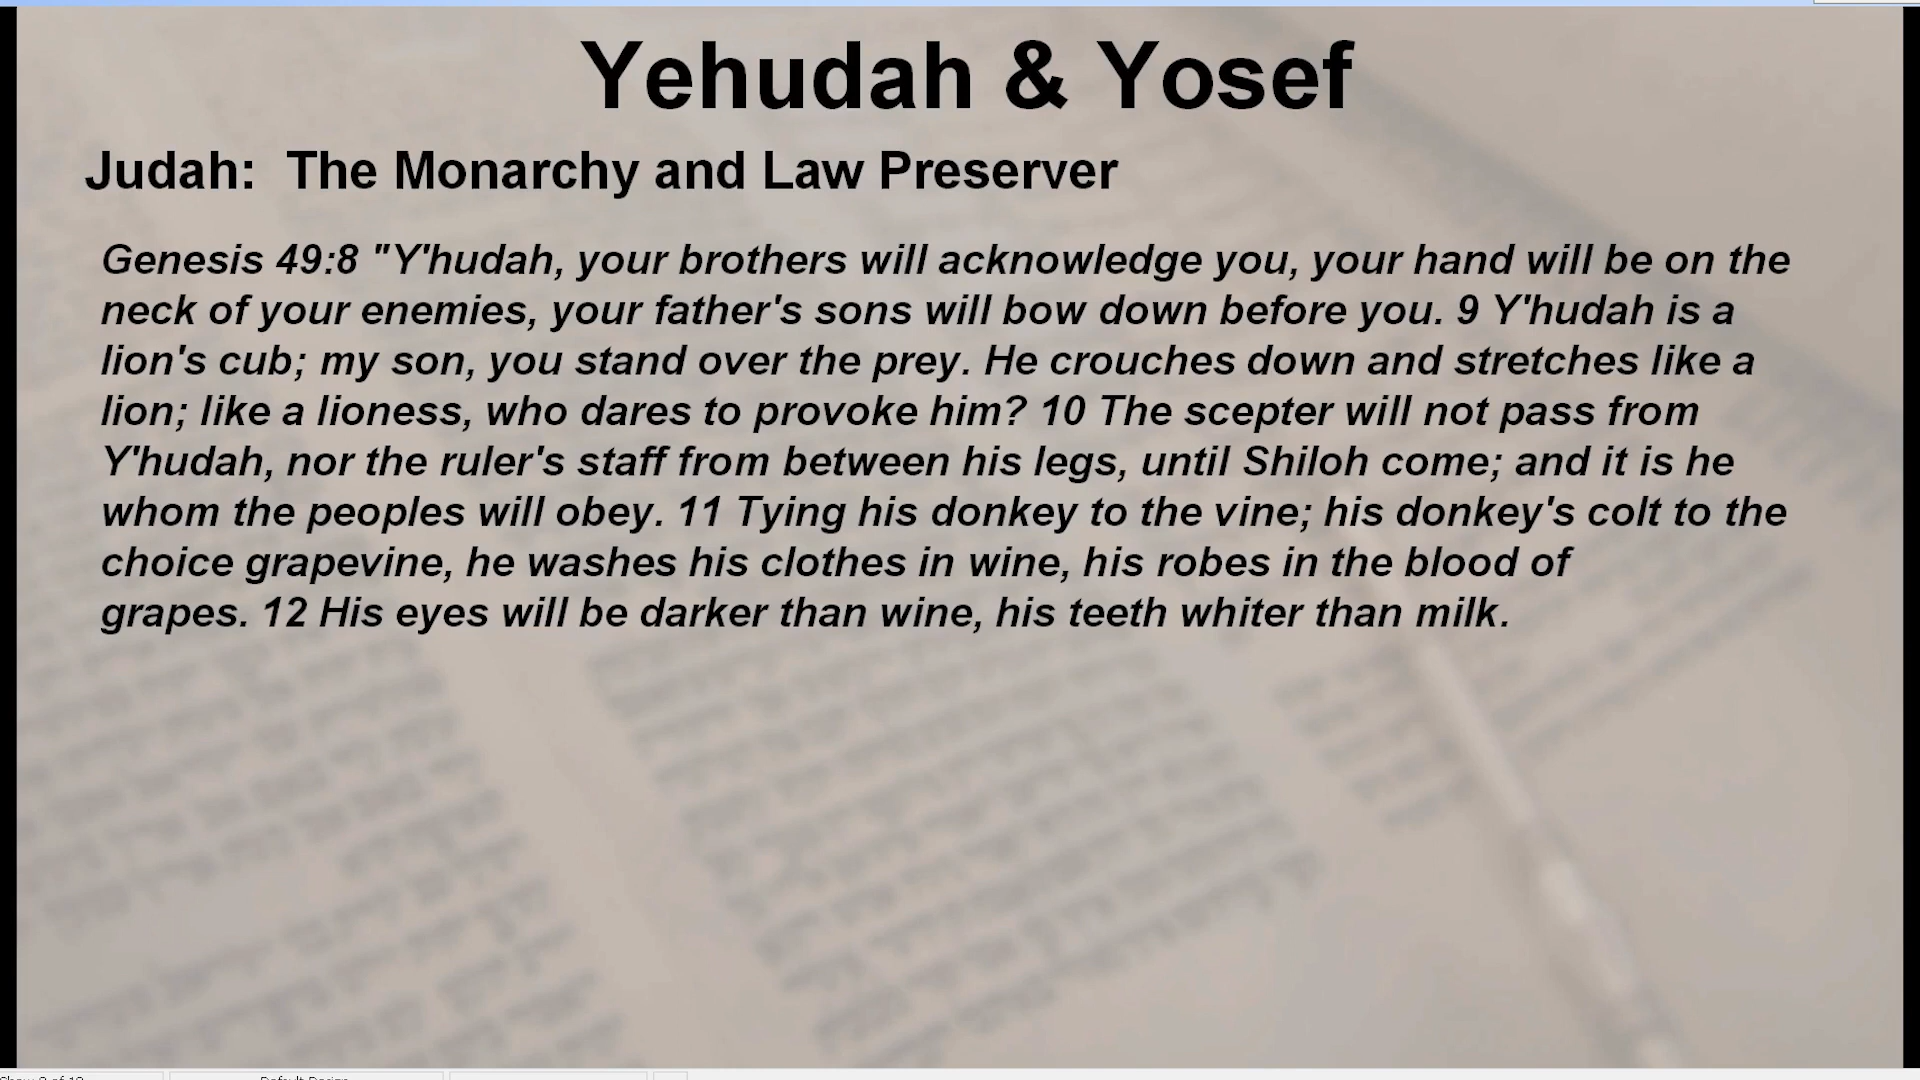 Yehudah & Yosef
Judah: The Monarchy and Law Preserver
Genesis 49:8 "Y'hudah, your brothers will acknowledge you, your hand will be on the
neck of your enemies, your father's sons will bow down before you. 9 Y'hudah is a
lion's cub; my son, you stand over the prey. He crouches down and stretches like a
lion; like a lioness, who dares to provoke him? 10 The scepter will not pass from
Y'hudah, nor the ruler's staff from between his legs, until Shiloh come; and it is he
whom the peoples will obey. 11 Tying his donkey to the vine; his donkey's colt to the
choice grapevine, he washes his clothes in wine, his robes in the blood of
grapes. 12 His eyes will be darker than wine, his teeth whiter than milk.
Default Design